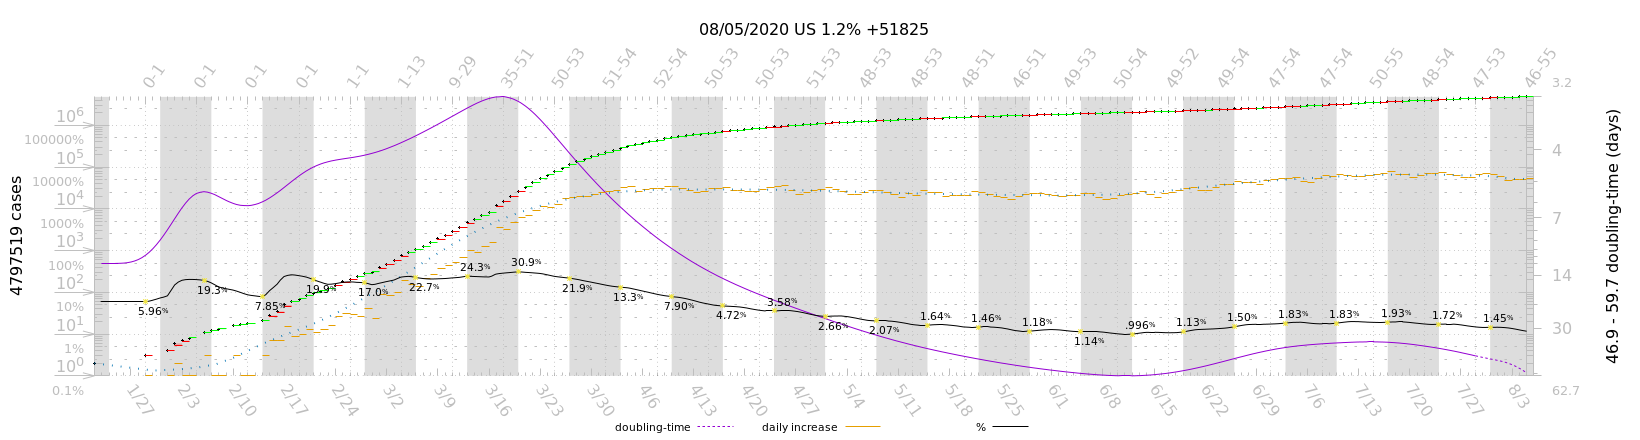 08/05/2020 US 1.2% +51825
0-1 0-1 0-1 0-1 1-1 1-13 9-29 35-51 50-53 51-54 52-54 50-53 50-53 51-53 48-53 48-53 48-51 46-51 49-53 50-54 49-52 49-54 47-54 47-54 50-55 48-54 47-53 46-55
4797519 cases
10^6
100000%
10^5
10000%
10^4
1000%
10^3
100%
10^2
10%
10^1
1%
10^0
0.1%
5.96% 19.3% 7.85% 19.9% 17.0% 22.7% 24.3% 30.9% 21.9% 13.3% 7.90% 4.72% 3.58% 2.66% 2.07% 1.64% 1.46% 1.18% 1.14% .996% 1.13% 1.50% 1.83% 1.83% 1.93% 1.72% 1.45%
3.2
4
7
14
30
62.7
46.9 - 59.7 doubling-time (days)
1/27 2/3 2/10 2/17 2/24 3/2 3/9 3/16 3/23 3/30 4/6 4/13 4/20 4/27 5/4 5/11 5/18 5/25 6/1 6/8 6/15 6/22 6/29 7/6 7/13 7/20 7/27 8/3
doubling-time daily increase %